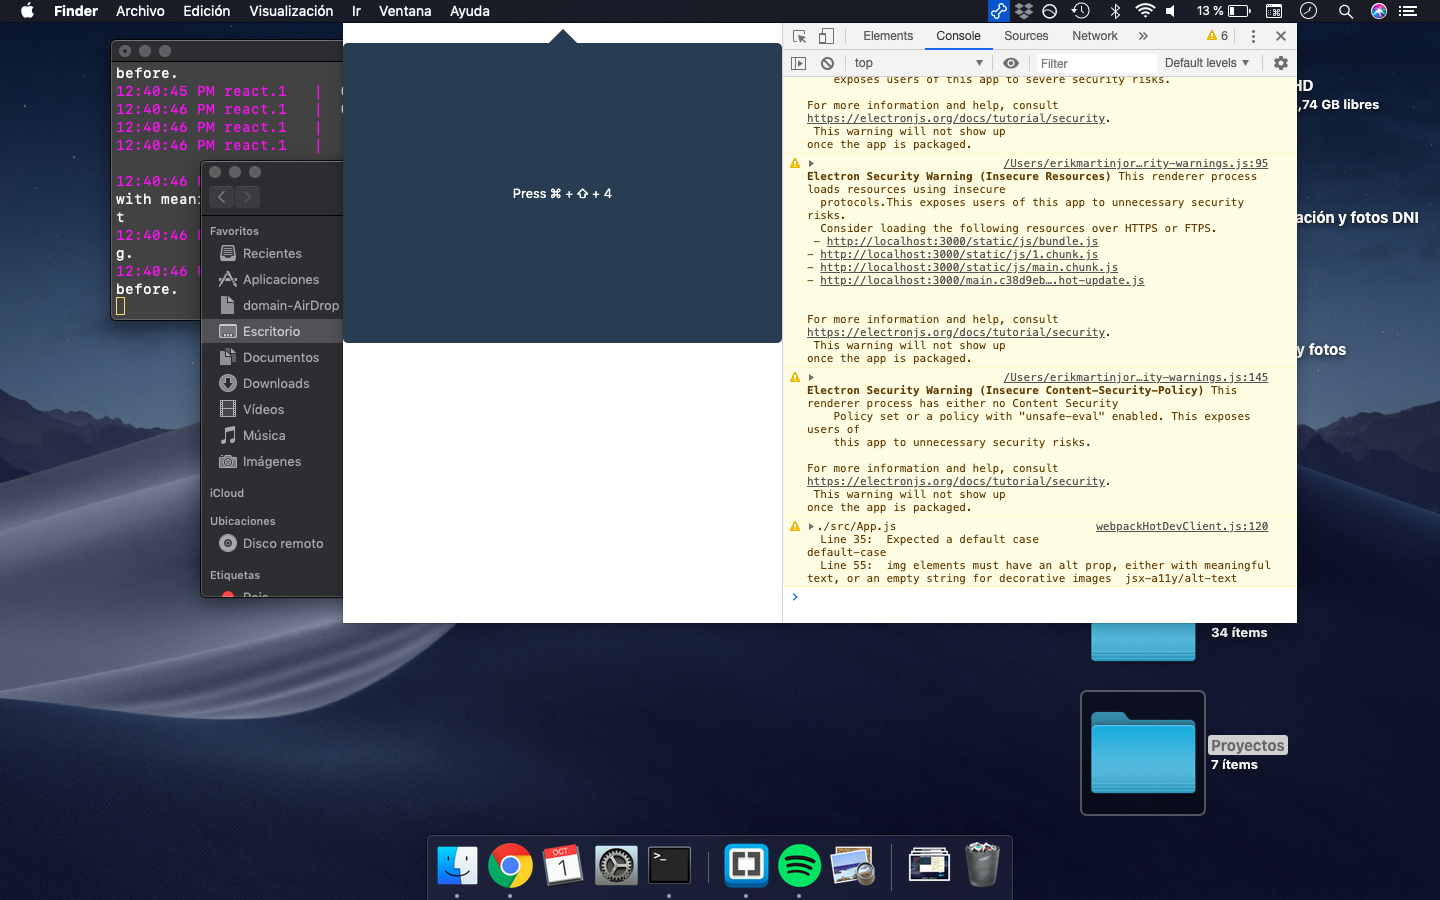 Finder Archivo Edición Visualización Ir Ventana Ayuda 13 %
before.
12:40:45 PM react.1 |
12:40:46 PM react.1 |
12:40:46 PM react.1 |
12:40:46 PM react.1 |
12:40:46
with mean
t
12:40:46
g.
12:40:46
before.
Favoritos
Recientes
Aplicaciones
domain-AirDrop
Escritorio
Documentos
Downloads
Vídeos
Música
Imágenes
iCloud
Ubicaciones
Disco remoto
Etiquetas
Rojo
Press ⌘ + ⇧ + 4
Elements Console Sources Network » 6
top Filter Default levels
exposes users of this app to severe security risks.
For more information and help, consult
https://electronjs.org/docs/tutorial/security.
This warning will not show up
once the app is packaged.
/Users/erikmartinjor…rity-warnings.js:95
Electron Security Warning (Insecure Resources) This renderer process
loads resources using insecure
protocols.This exposes users of this app to unnecessary security
risks.
Consider loading the following resources over HTTPS or FTPS.
- http://localhost:3000/static/js/bundle.js
- http://localhost:3000/static/js/1.chunk.js
- http://localhost:3000/static/js/main.chunk.js
- http://localhost:3000/main.c38d9eb….hot-update.js
For more information and help, consult
https://electronjs.org/docs/tutorial/security.
This warning will not show up
once the app is packaged.
/Users/erikmartinjor…ity-warnings.js:145
Electron Security Warning (Insecure Content-Security-Policy) This
renderer process has either no Content Security
Policy set or a policy with "unsafe-eval" enabled. This exposes
users of
this app to unnecessary security risks.
For more information and help, consult
https://electronjs.org/docs/tutorial/security.
This warning will not show up
once the app is packaged.
./src/App.js webpackHotDevClient.js:120
Line 35: Expected a default case
default-case
Line 55: img elements must have an alt prop, either with meaningful
text, or an empty string for decorative images jsx-a11y/alt-text
HD
,74 GB libres
ación y fotos DNI
y fotos
34 ítems
Proyectos
7 ítems
OCT
1